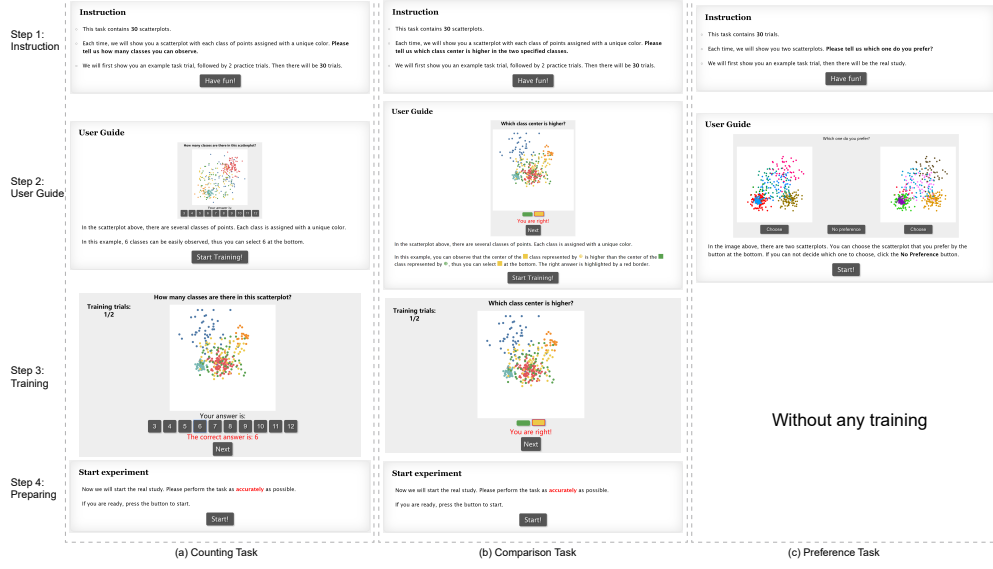 Step 1:
Instruction
Instruction
This task contains 30 scatterplots.
Each time, we will show you a scatterplot with each class of points assigned with a unique color. Please
tell us how many classes you can observe.
We will first show you an example task trial, followed by 2 practice trials. Then there will be 30 trials.
Have fun!
Instruction
This task contains 30 scatterplots.
Each time, we will show you a scatterplot with each class of points assigned with a unique color. Please
tell us which class center is higher in the two specified classes.
We will first show you an example task trial, followed by 2 practice trials. Then there will be 30 trials.
Have fun!
Instruction
This task contains 30 trials.
Each time, we will show you two scatterplots. Please tell us which one do you prefer?
We will first show you an example task trial, then there will be the real study.
Have fun!
Step 2:
User Guide
User Guide
How many classes are there in this scatterplot?
Your answer is:
3 4 5 6 7 8 9 10 11 12
In the scatterplot above, there are several classes of points. Each class is assigned with a unique color.
In this example, 6 classes can be easily observed, thus you can select 6 at the bottom.
Start Training!
User Guide
Which class center is higher?
You are right!
Next
In the scatterplot above, there are several classes of points. Each class is assigned with a unique color.
In this example, you can observe that the center of the class represented by is higher than the center of the
class represented by , thus you can select at the bottom. The right answer is highlighted by a red border.
Start Training!
User Guide
Which one do you prefer?
Choose
No preference
Choose
In the image above, there are two scatterplots. You can choose the scatterplot that you prefer by the
button at the bottom. If you can not decide which one to choose, click the No Preference button.
Start!
Step 3:
Training
How many classes are there in this scatterplot?
Training trials:
1/2
Your answer is:
3 4 5 6 7 8 9 10 11 12
The correct answer is: 6
Next
Which class center is higher?
Training trials:
1/2
You are right!
Next
Without any training
Step 4:
Preparing
Start experiment
Now we will start the real study. Please perform the task as accurately as possible.
If you are ready, press the button to start.
Start!
Start experiment
Now we will start the real study. Please perform the task as accurately as possible.
If you are ready, press the button to start.
Start!
(a) Counting Task
(b) Comparison Task
(c) Preference Task